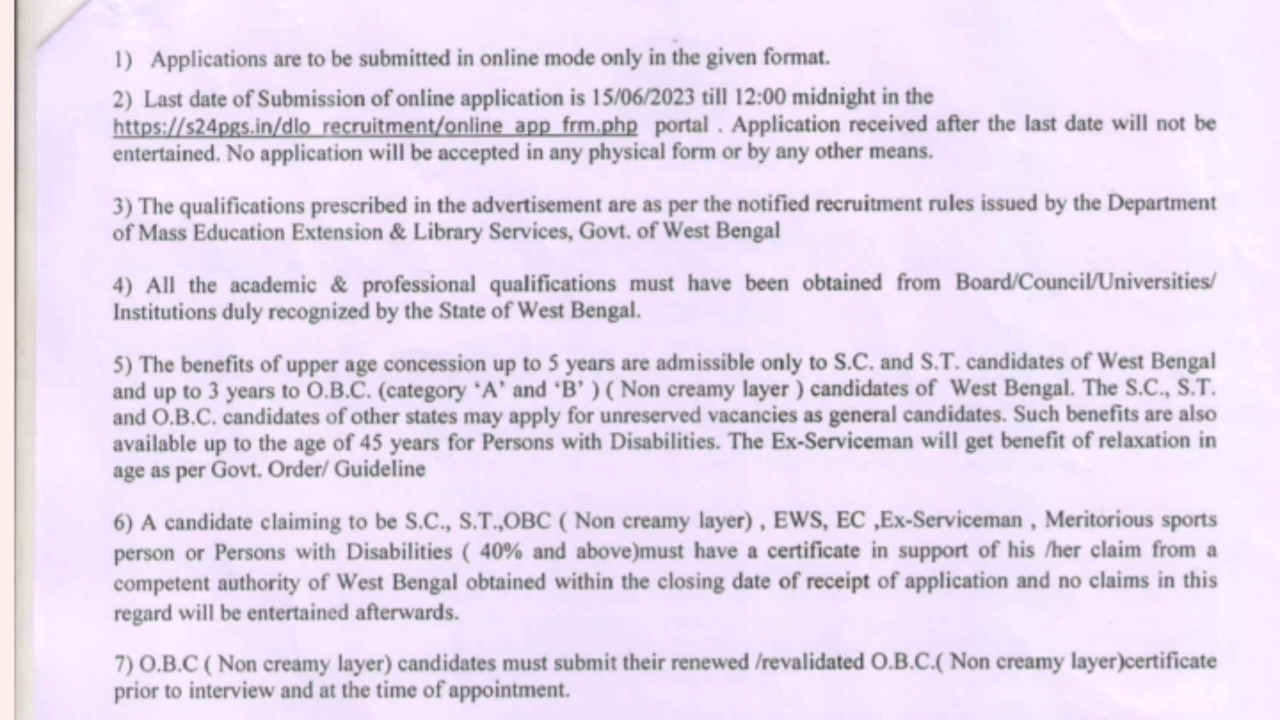 1) Applications are to be submitted in online mode only in the given format.
2) Last date of Submission of online application is 15/06/2023 till 12:00 midnight in the
https://s24pgs.in/dlo_recruitment/online_app_frm.php portal . Application received after the last date will not be
entertained. No application will be accepted in any physical form or by any other means.
3) The qualifications prescribed in the advertisement are as per the notified recruitment rules issued by the Department
of Mass Education Extension & Library Services, Govt. of West Bengal
4) All the academic & professional qualifications must have been obtained from Board/Council/Universities/
Institutions duly recognized by the State of West Bengal.
5) The benefits of upper age concession up to 5 years are admissible only to S.C. and S.T. candidates of West Bengal
and up to 3 years to O.B.C. (category ‘A’ and ‘B’ ) ( Non creamy layer ) candidates of West Bengal. The S.C., S.T.
and O.B.C. candidates of other states may apply for unreserved vacancies as general candidates. Such benefits are also
available up to the age of 45 years for Persons with Disabilities. The Ex-Serviceman will get benefit of relaxation in
age as per Govt. Order/ Guideline
6) A candidate claiming to be S.C., S.T.,OBC ( Non creamy layer) , EWS, EC ,Ex-Serviceman , Meritorious sports
person or Persons with Disabilities ( 40% and above)must have a certificate in support of his /her claim from a
competent authority of West Bengal obtained within the closing date of receipt of application and no claims in this
regard will be entertained afterwards.
7) O.B.C ( Non creamy layer) candidates must submit their renewed /revalidated O.B.C.( Non creamy layer)certificate
prior to interview and at the time of appointment.